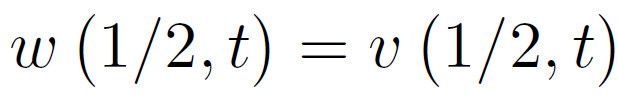 w (1/2, t) = v (1/2, t)